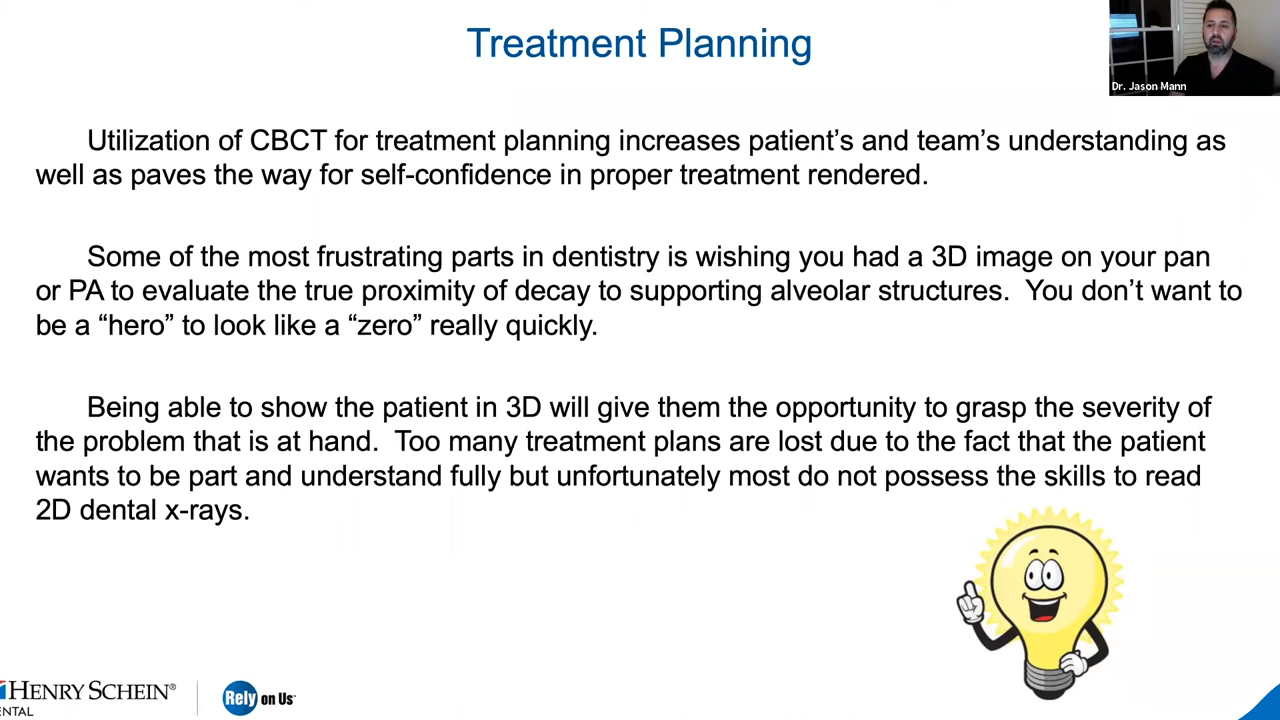 Treatment Planning
Dr. Jason Mann
Utilization of CBCT for treatment planning increases patient’s and team’s understanding as
well as paves the way for self-confidence in proper treatment rendered.
Some of the most frustrating parts in dentistry is wishing you had a 3D image on your pan
or PA to evaluate the true proximity of decay to supporting alveolar structures.  You don’t want to
be a “hero” to look like a “zero” really quickly.
Being able to show the patient in 3D will give them the opportunity to grasp the severity of
the problem that is at hand.  Too many treatment plans are lost due to the fact that the patient
wants to be part and understand fully but unfortunately most do not possess the skills to read
2D dental x-rays.
HENRY SCHEIN®
ENTAL
Rely on Us™